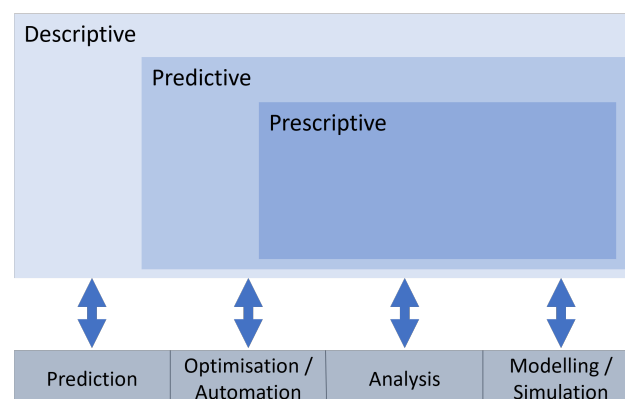 Descriptive
Predictive
Prescriptive
Prediction
Optimisation /
Automation
Analysis
Modelling /
Simulation